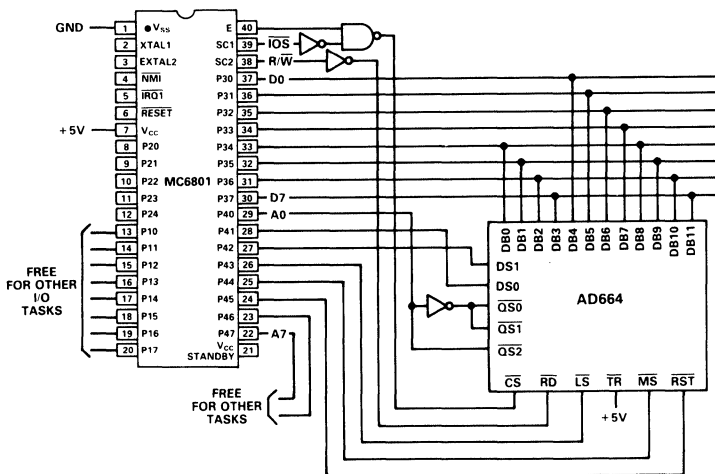 GND
1 ●VSS E 40
2 XTAL1 SC1 39 IOS
3 EXTAL2 SC2 38 R/W
4 NMI P30 37 D0
5 IRQ1 P31 36
6 RESET P32 35
+5V
7 VCC P33 34
8 P20 P34 33
9 P21 P35 32
10 P22 MC6801 P36 31
11 P23 P37 30 D7
12 P24 P40 29 A0
13 P10 P41 28
14 P11 P42 27
15 P12 P43 26
16 P13 P44 25
17 P14 P45 24
18 P15 P46 23
19 P16 P47 22 A7
20 P17 VCC STANDBY 21
FREE
FOR OTHER
I/O
TASKS
FREE
FOR OTHER
TASKS
DB0 DB1 DB2 DB3 DB4 DB5 DB6 DB7 DB8 DB9 DB10 DB11
DS1
DS0
AD664
QS0
QS1
QS2
CS RD LS TR MS RST
+5V